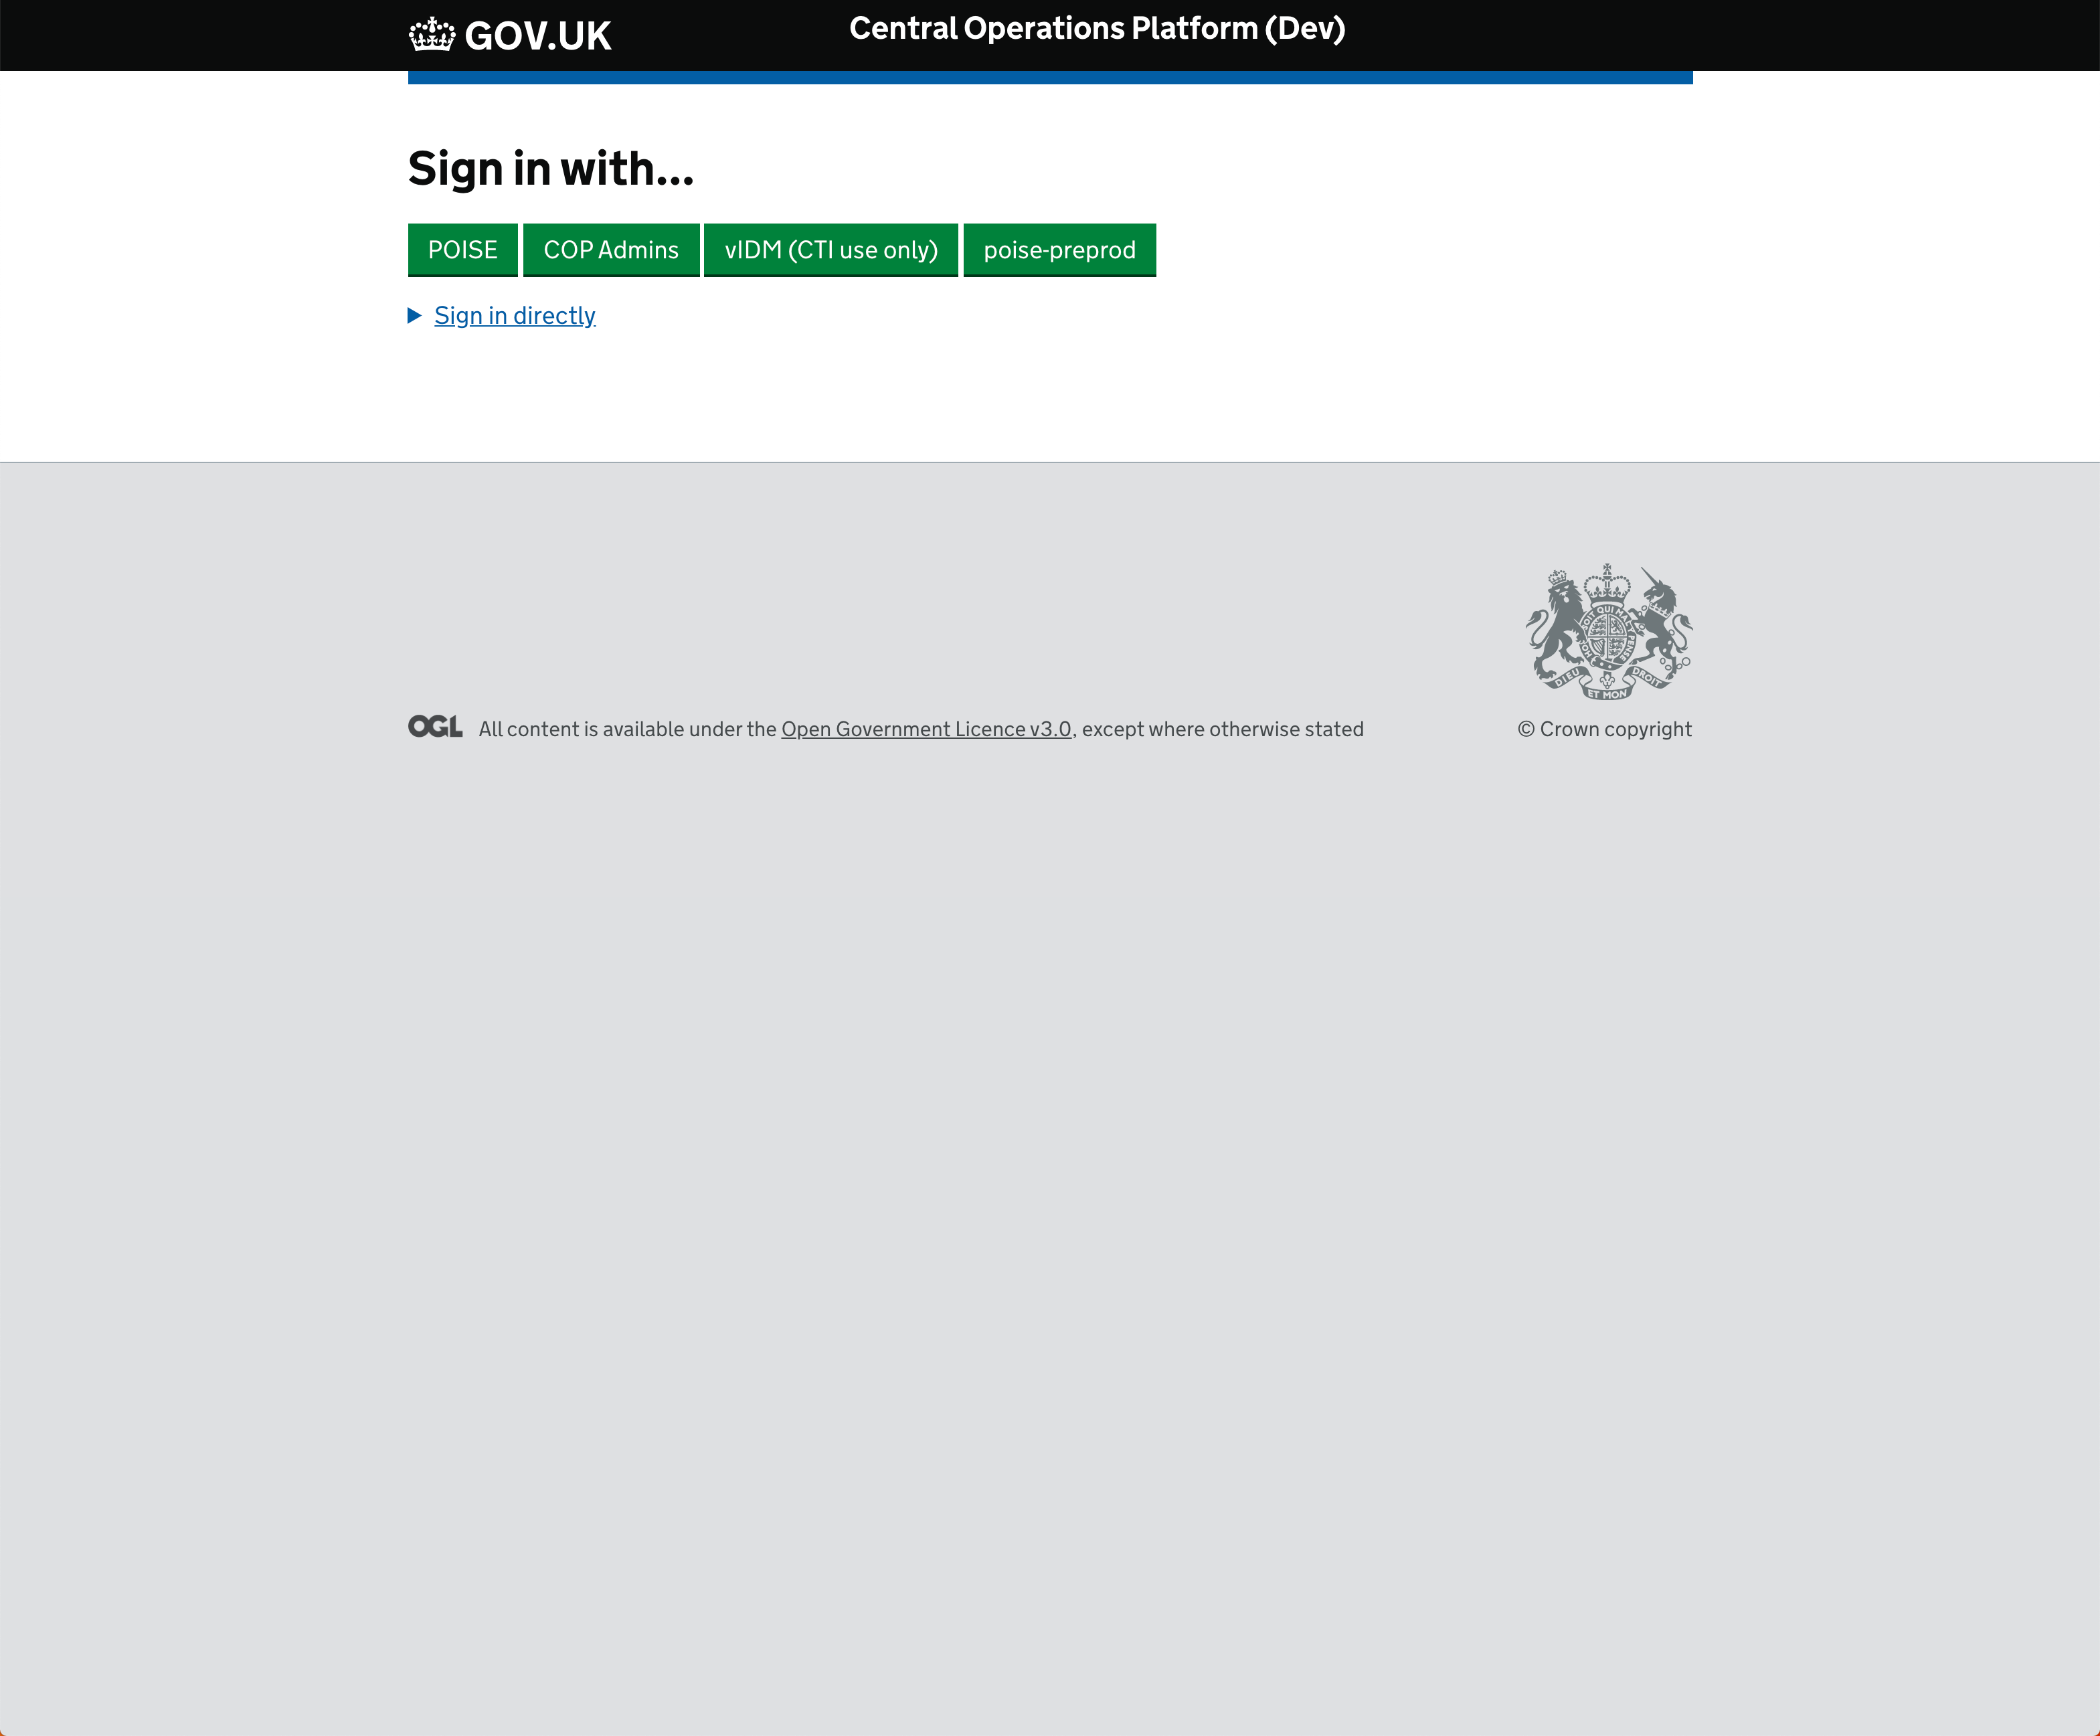 GOV.UK
Central Operations Platform (Dev)
Sign in with...
POISE
COP Admins
vIDM (CTI use only)
poise-preprod
Sign in directly
DIEU ET MON DROIT
OGL All content is available under the Open Government Licence v3.0, except where otherwise stated
© Crown copyright